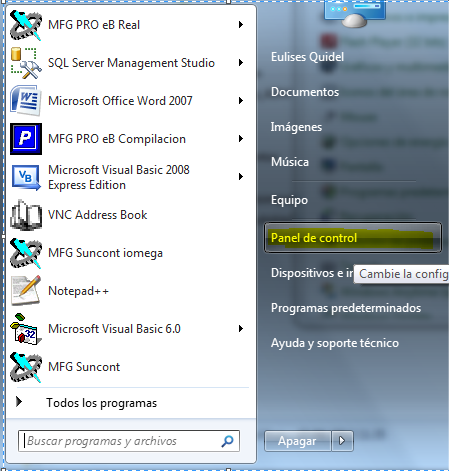 MFG PRO eB Real
SQL Server Management Studio
Microsoft Office Word 2007
MFG PRO eB Compilacion
Microsoft Visual Basic 2008
Express Edition
VNC Address Book
MFG Suncont iomega
Notepad++
Microsoft Visual Basic 6.0
MFG Suncont
Todos los programas
Buscar programas y archivos
Eulises Quidel
Documentos
Imágenes
Música
Equipo
Panel de control
Dispositivos e i
Cambie la config
Programas predeterminados
Ayuda y soporte técnico
Apagar